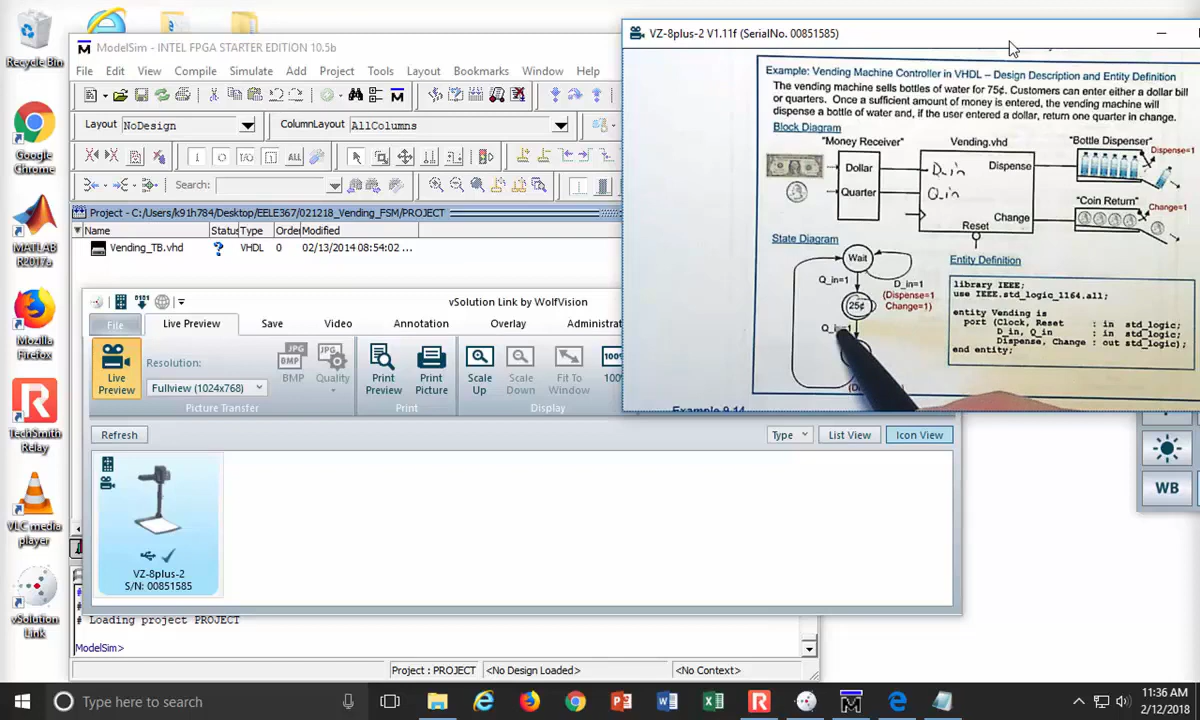 Recycle Bin
Google Chrome
MATLAB R2017a
Mozilla Firefox
TechSmith Relay
VLC media player
vSolution Link
ModelSim - INTEL FPGA STARTER EDITION 10.5b
File Edit View Compile Simulate Add Project Tools Layout Bookmarks Window Help
Layout NoDesign ColumnLayout AllColumns
ALL
Search:
Project - C:/Users/k91h784/Desktop/EELE367/021218_Vending_FSM/PROJECT
Name Status Type Order Modified
Vending_TB.vhd ? VHDL 0 02/13/2014 08:54:02 ...
vSolution Link by WolfVision
File Live Preview Save Video Annotation Overlay Image
Live Preview
Resolution:
Fullview (1024x768)
JPG BMP
BMP
JPG
Quality
Print Preview
Print Picture
Scale Up
Scale Down
Fit To Window
100%
Picture Transfer Print Display
Refresh Type List View Icon View
VZ-8plus-2
S/N: 00851585
# Loading project PROJECT
ModelSim>
Project : PROJECT <No Design Loaded> <No Context>
VZ-8plus-2 V1.11f (SerialNo. 00851585)
Example: Vending Machine Controller in VHDL – Design Description and Entity Definition
The vending machine sells bottles of water for 75¢. Customers can enter either a dollar bill
or quarters. Once a sufficient amount of money is entered, the vending machine will
dispense a bottle of water and, if the user entered a dollar, return one quarter in change.
Block Diagram
"Money Receiver" Vending.vhd "Bottle Dispenser"
Dollar D_in Dispense Dispense=1
Quarter Q_in "Coin Return"
Change Change=1
Reset
State Diagram
Wait
Q_in=1 D_in=1
(Dispense=1
Change=1)
25¢
Q_in=1
Entity Definition
library IEEE;
use IEEE.std_logic_1164.all;
entity Vending is
port (Clock, Reset : in std_logic;
D_in, Q_in : in std_logic;
Dispense, Change : out std_logic);
end entity;
Example 9.14
WB
Type here to search
11:36 AM
2/12/2018